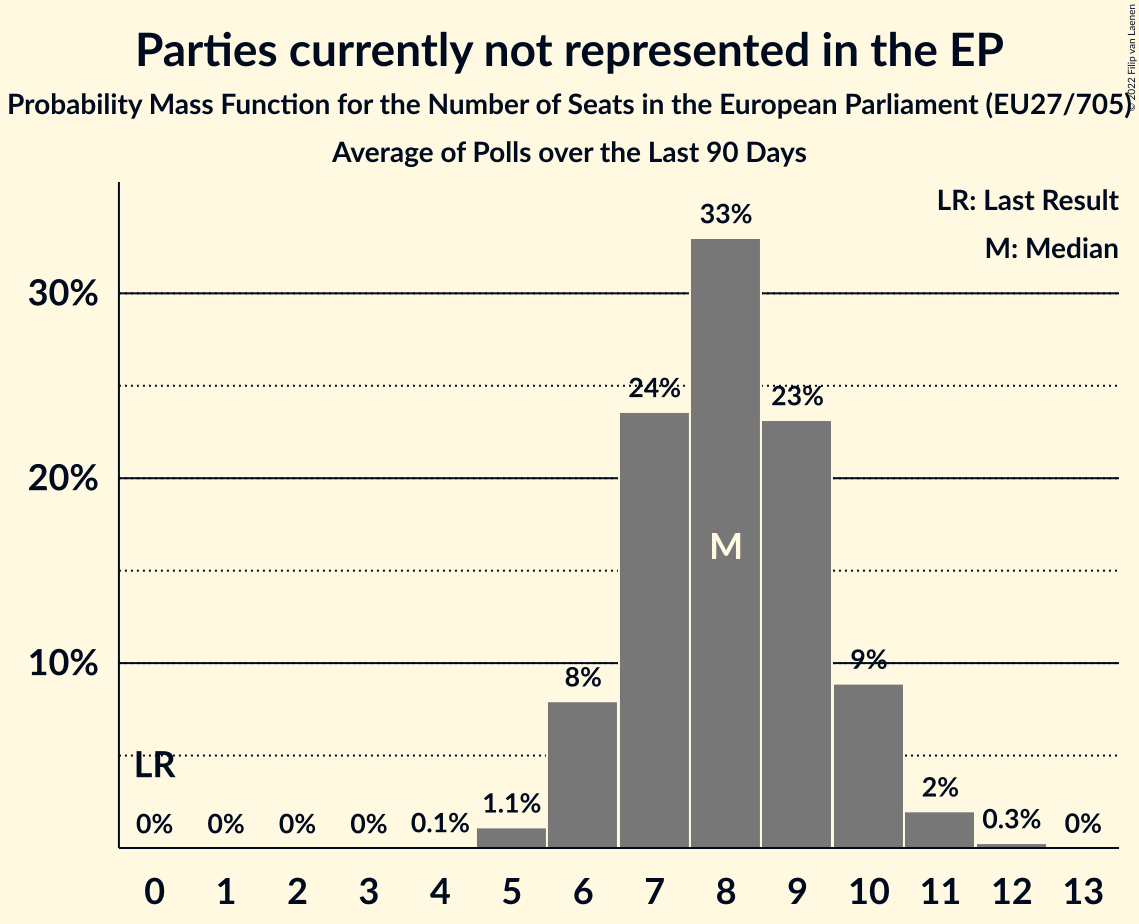 Parties currently not represented in the EP
Probability Mass Function for the Number of Seats in the European Parliament (EU27/705)
Average of Polls over the Last 90 Days
© 2022 Filip van Laenen
LR: Last Result
M: Median
30%
20%
10%
33%
24%
23%
M
9%
8%
LR
2%
1.1%
0% 0% 0% 0% 0.1% 0.3% 0%
0 1 2 3 4 5 6 7 8 9 10 11 12 13